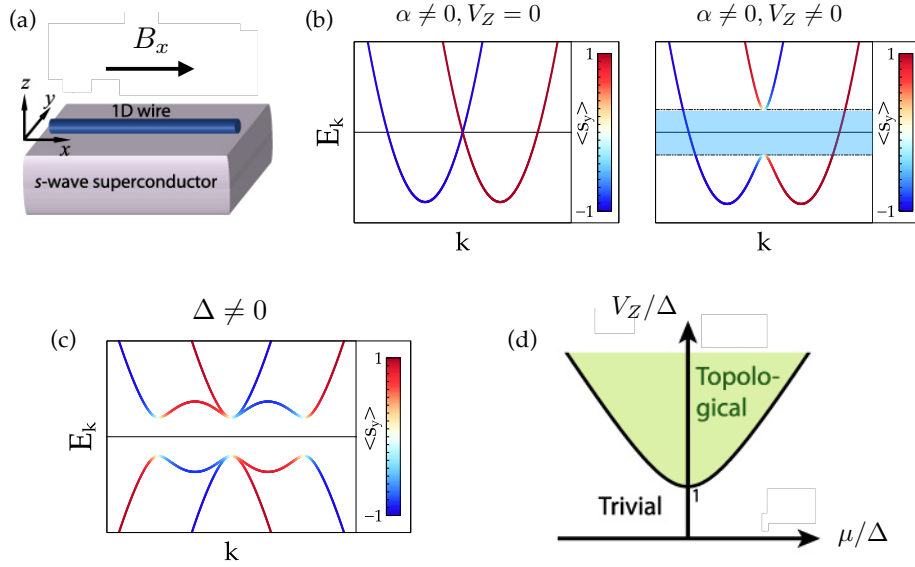 (a)
B_x
z
y
1D wire
x
s-wave superconductor
(b)
α ≠ 0, V_Z = 0
α ≠ 0, V_Z ≠ 0
E_k
1
<s_y>
−1
k
1
<s_y>
−1
k
Δ ≠ 0
(c)
E_k
1
<s_y>
−1
k
V_Z/Δ
(d)
Topolo-
gical
1
Trivial
μ/Δ